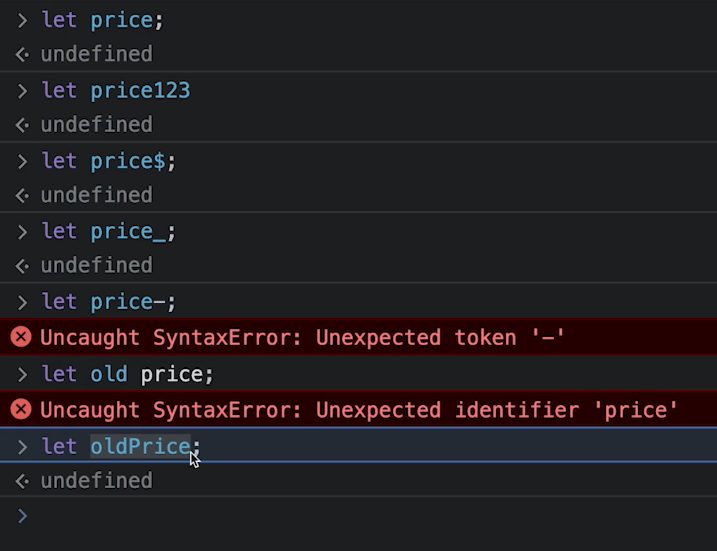 > let price;
<· undefined
> let price123
<· undefined
> let price$;
<· undefined
> let price_;
<· undefined
> let price-;
Uncaught SyntaxError: Unexpected token '-'
> let old price;
Uncaught SyntaxError: Unexpected identifier 'price'
> let oldPrice;
<· undefined
>